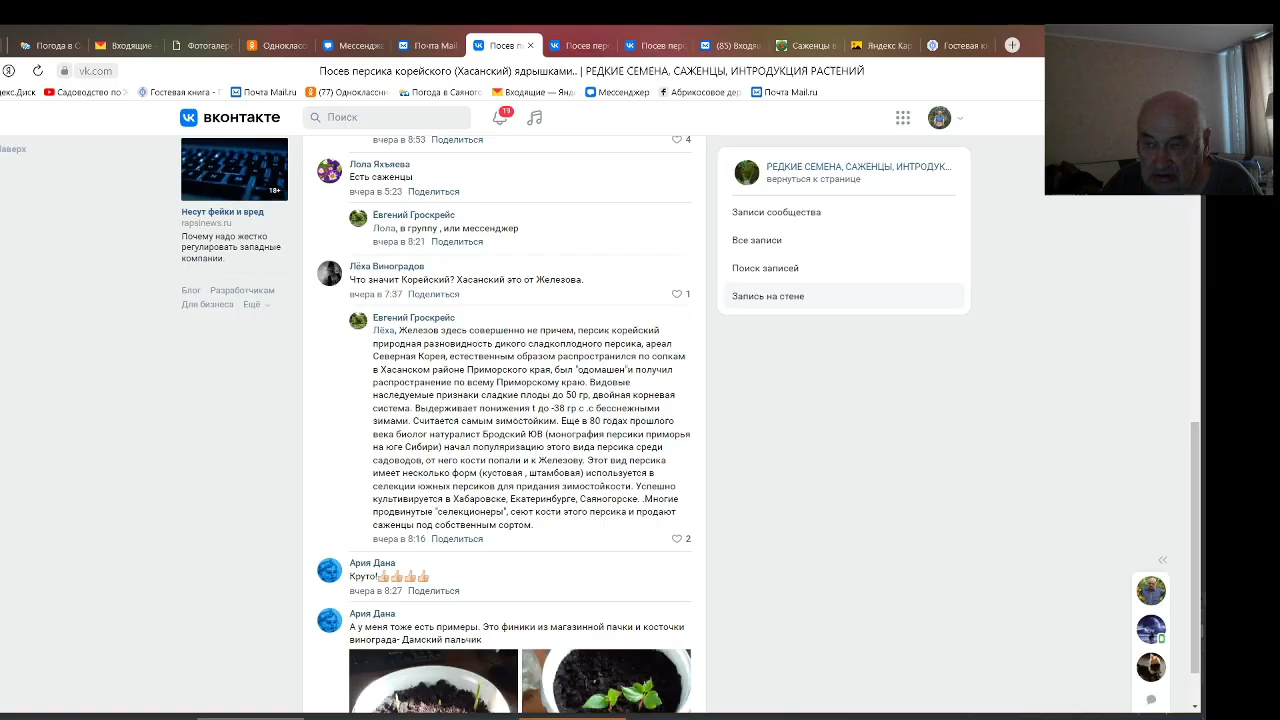 Погода в С
Входящие -
Фотогалер
Однокласс
Мессендже
Почта Mail
Посев п
Посев перс
Посев перс
(85) Входящ
Саженцы в
Яндекс Кар
Гостевая к
vk.com
Посев персика корейского (Хасанский) ядрышками.. | РЕДКИЕ СЕМЕНА, САЖЕНЦЫ, ИНТРОДУКЦИЯ РАСТЕНИЙ
екс.Диск
Садоводство по У
Гостевая книга - Г
Почта Mail.ru
(77) Одноклассни
Погода в Саяного
Входящие — Янд
Мессенджер
Абрикосовое дер
Почта Mail.ru
вконтакте
Поиск
19
Наверх
18+
Несут фейки и вред
rapsinews.ru
Почему надо жестко
регулировать западные
компании.
Блог Разработчикам
Для бизнеса Ещё
вчера в 8:53 Поделиться
4
Лола Яхъяева
Есть саженцы
вчера в 5:23 Поделиться
Евгений Гроскрейс
Лола, в группу , или мессенджер
вчера в 8:21 Поделиться
Лёха Виноградов
Что значит Корейский? Хасанский это от Железова.
вчера в 7:37 Поделиться
1
Евгений Гроскрейс
Лёха, Железов здесь совершенно не причем, персик корейский
природная разновидность дикого сладкоплодного персика, ареал
Северная Корея, естественным образом распространился по сопкам
в Хасанском районе Приморского края, был "одомашен"и получил
распространение по всему Приморскому краю. Видовые
наследуемые признаки сладкие плоды до 50 гр, двойная корневая
система. Выдерживает понижения t до -38 гр с .с бесснежными
зимами. Считается самым зимостойким. Еще в 80 годах прошлого
века биолог натуралист Бродский ЮВ (монография персики приморья
на юге Сибири) начал популяризацию этого вида персика среди
садоводов, от него кости попали и к Железову. Этот вид персика
имеет несколько форм (кустовая , штамбовая) используется в
селекции южных персиков для придания зимостойкости. Успешно
культивируется в Хабаровске, Екатеринбурге, Саяногорске. .Многие
продвинутые "селекционеры", сеют кости этого персика и продают
саженцы под собственным сортом.
вчера в 8:16 Поделиться
2
Ария Дана
Круто!👍🏻👍🏻👍🏻👍🏻
вчера в 8:27 Поделиться
Ария Дана
А у меня тоже есть примеры. Это финики из магазинной пачки и косточки
винограда- Дамский пальчик
РЕДКИЕ СЕМЕНА, САЖЕНЦЫ, ИНТРОДУК...
вернуться к странице
Записи сообщества
Все записи
Поиск записей
Запись на стене